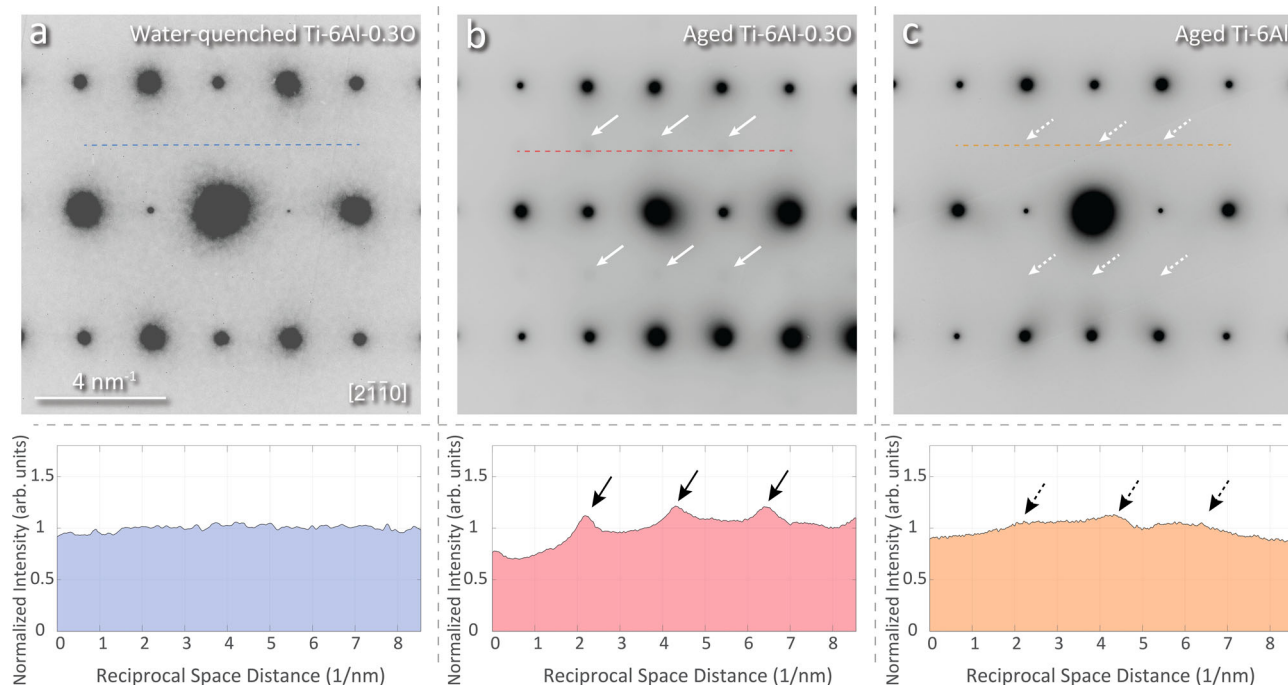 a
Water-quenched Ti-6Al-0.3O
b
Aged Ti-6Al-0.3O
c
Aged Ti-6Al
4 nm⁻¹
[21̄1̄0]
Normalized Intensity (arb. units)
1.5
1
0.5
0
0 1 2 3 4 5 6 7 8
Reciprocal Space Distance (1/nm)
Normalized Intensity (arb. units)
1.5
1
0.5
0
0 1 2 3 4 5 6 7 8
Reciprocal Space Distance (1/nm)
Normalized Intensity (arb. units)
1.5
1
0.5
0
0 1 2 3 4 5 6 7 8
Reciprocal Space Distance (1/nm)